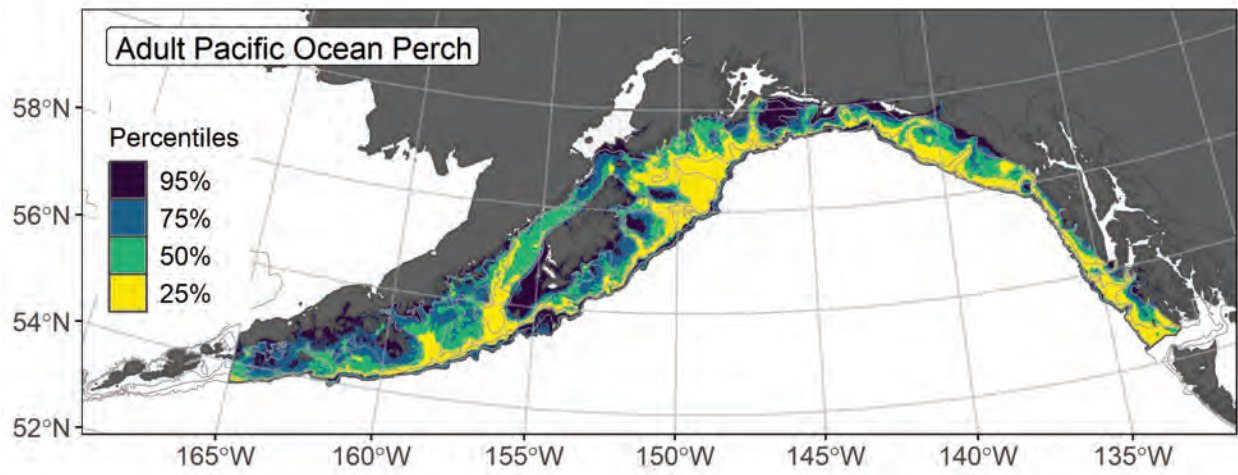 Adult Pacific Ocean Perch
58°N
56°N
54°N
52°N
Percentiles
95%
75%
50%
25%
165°W
160°W
155°W
150°W
145°W
140°W
135°W